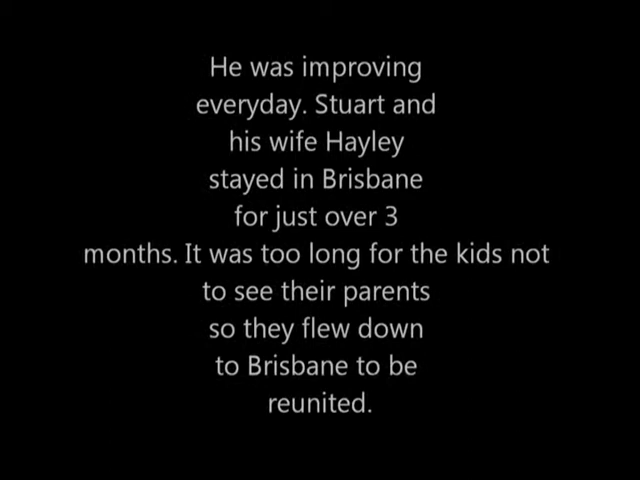 He was improving
everyday. Stuart and
his wife Hayley
stayed in Brisbane
for just over 3
months. It was too long for the kids not
to see their parents
so they flew down
to Brisbane to be
reunited.